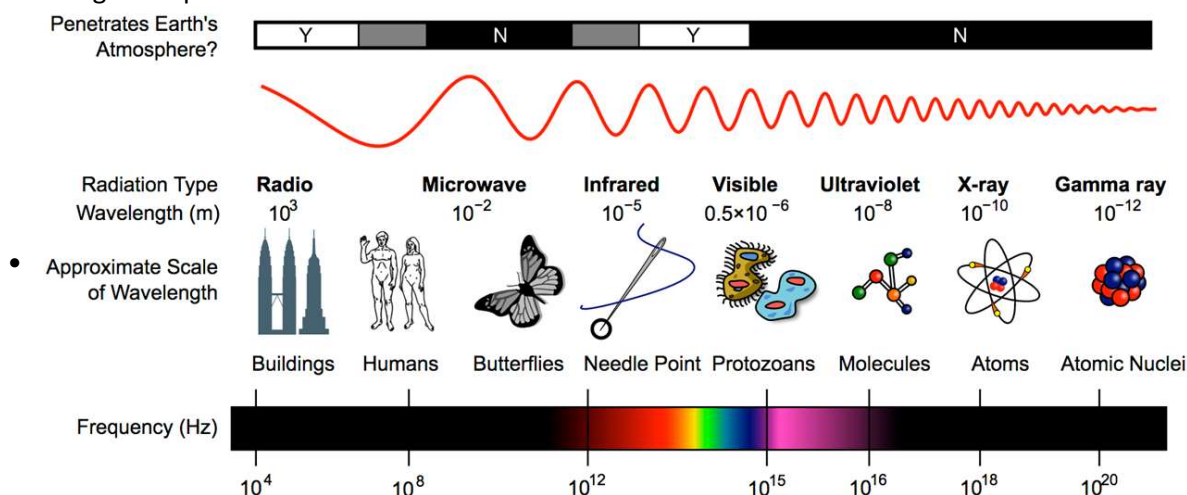 Penetrates Earth's
Atmosphere?
Y N Y N
Radiation Type
Radio Microwave Infrared Visible Ultraviolet X-ray Gamma ray
Wavelength (m)
10³ 10⁻² 10⁻⁵ 0.5×10⁻⁶ 10⁻⁸ 10⁻¹⁰ 10⁻¹²
Approximate Scale
of Wavelength
Buildings Humans Butterflies Needle Point Protozoans Molecules Atoms Atomic Nuclei
Frequency (Hz)
10⁴ 10⁸ 10¹² 10¹⁵ 10¹⁶ 10¹⁸ 10²⁰